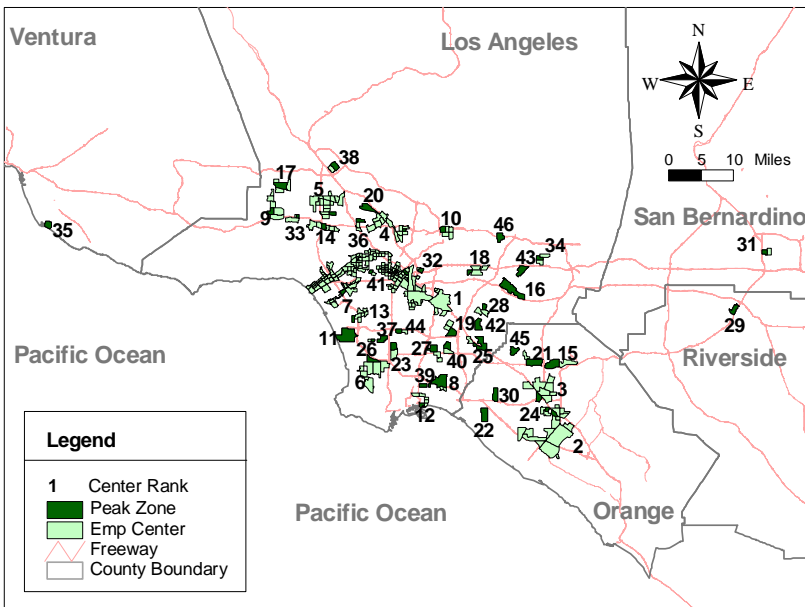 Ventura
Los Angeles
N
W E
S
0 5 10 Miles
San Bernardino
Riverside
Orange
Pacific Ocean
Pacific Ocean
38
17
5
20
9
33
14
36
4
10
46
34
18
43
32
16
35
31
29
41
1
7
13
28
42
19
44
37
11
26
27
25
45
21
15
40
23
6
39
8
30
3
12
22
24
2
Legend
1 Center Rank
Peak Zone
Emp Center
Freeway
County Boundary